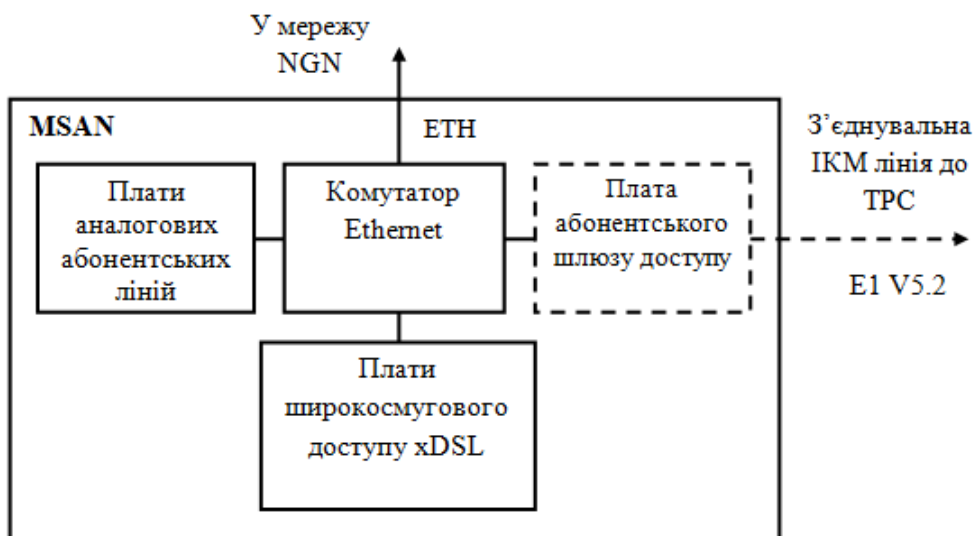 У мережу
NGN
MSAN
ETH
З’єднувальна
ІКМ лінія до
ТРС
Плати
аналогових
абонентських
ліній
Комутатор
Ethernet
Плата
абонентського
шлюзу доступу
E1 V5.2
Плати
широкосмугового
доступу xDSL